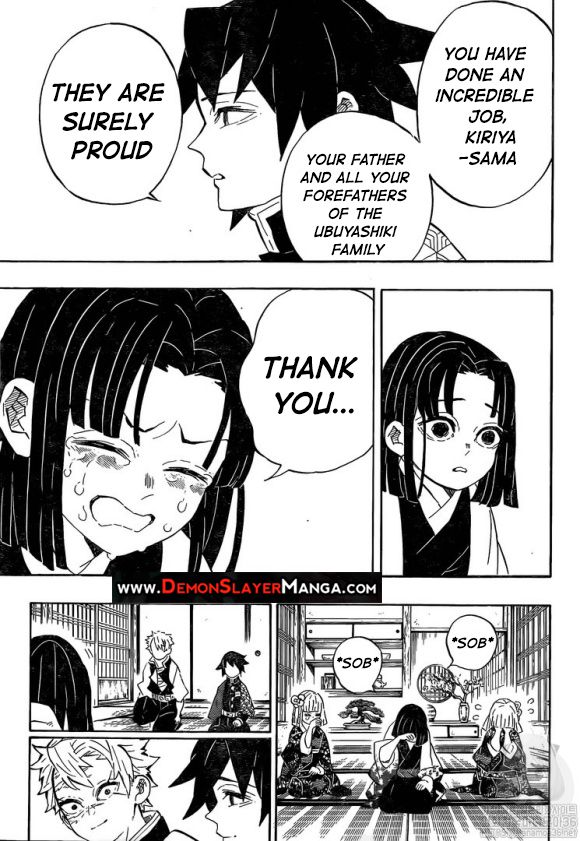 YOU HAVE
DONE AN
INCREDIBLE
JOB,
KIRIYA
-SAMA
YOUR FATHER
AND ALL YOUR
FOREFATHERS
OF THE
UBUYASHIKI
FAMILY
THEY ARE
SURELY
PROUD
THANK
YOU...
WWW.DEMONSLAYERMANGA.COM
*SOB*
*SOB*